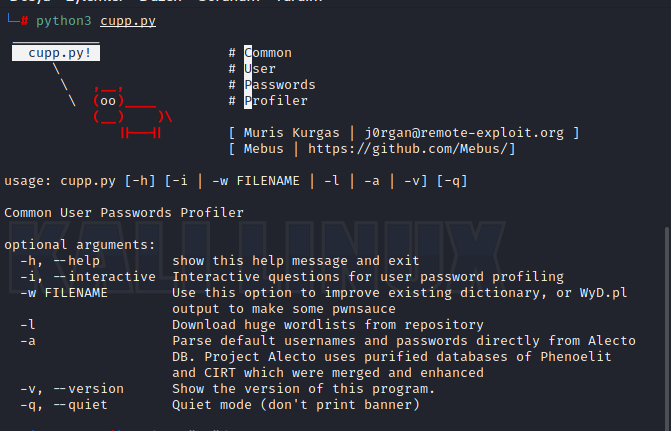 └─# python3 cupp.py
cupp.py! # Common
\ # User
\ ,__, # Passwords
\ (oo)____ # Profiler
(__) )\
||--|| [ Muris Kurgas | j0rgan@remote-exploit.org ]
[ Mebus | https://github.com/Mebus/]
usage: cupp.py [-h] [-i | -w FILENAME | -l | -a | -v] [-q]
Common User Passwords Profiler
KALI LINUX
optional arguments:
-h, --help show this help message and exit
-i, --interactive Interactive questions for user password profiling
-w FILENAME Use this option to improve existing dictionary, or WyD.pl
output to make some pwnsauce
-l Download huge wordlists from repository
-a Parse default usernames and passwords directly from Alecto
DB. Project Alecto uses purified databases of Phenoelit
and CIRT which were merged and enhanced
-v, --version Show the version of this program.
-q, --quiet Quiet mode (don't print banner)